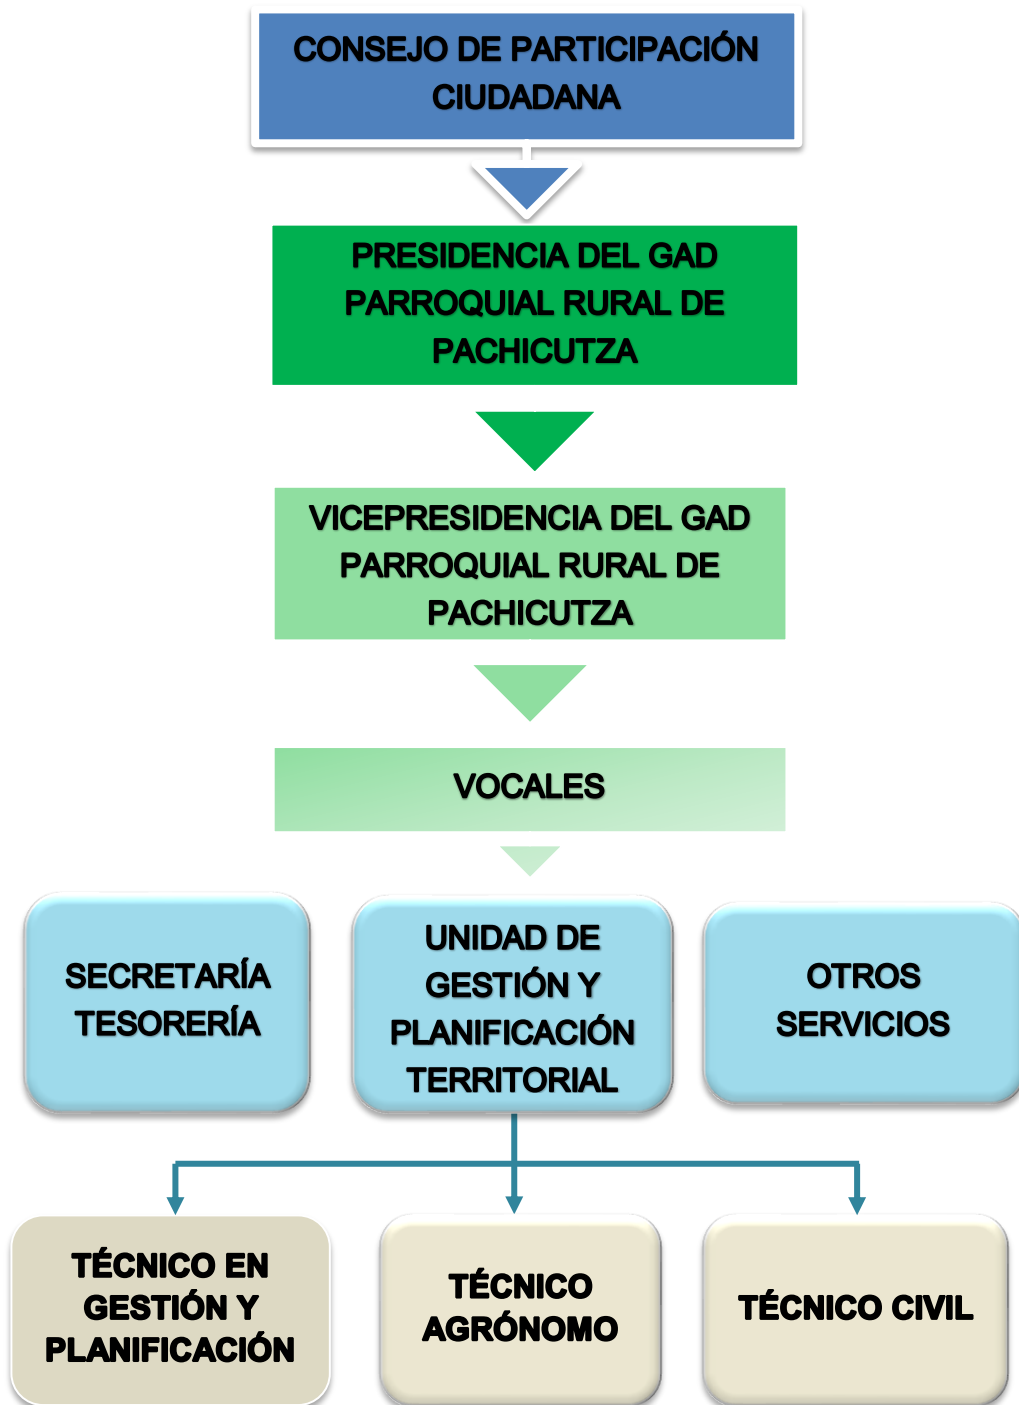 CONSEJO DE PARTICIPACIÓN
CIUDADANA
PRESIDENCIA DEL GAD
PARROQUIAL RURAL DE
PACHICUTZA
VICEPRESIDENCIA DEL GAD
PARROQUIAL RURAL DE
PACHICUTZA
VOCALES
SECRETARÍA
TESORERÍA
UNIDAD DE
GESTIÓN Y
PLANIFICACIÓN
TERRITORIAL
OTROS
SERVICIOS
TÉCNICO EN
GESTIÓN Y
PLANIFICACIÓN
TÉCNICO
AGRÓNOMO
TÉCNICO CIVIL